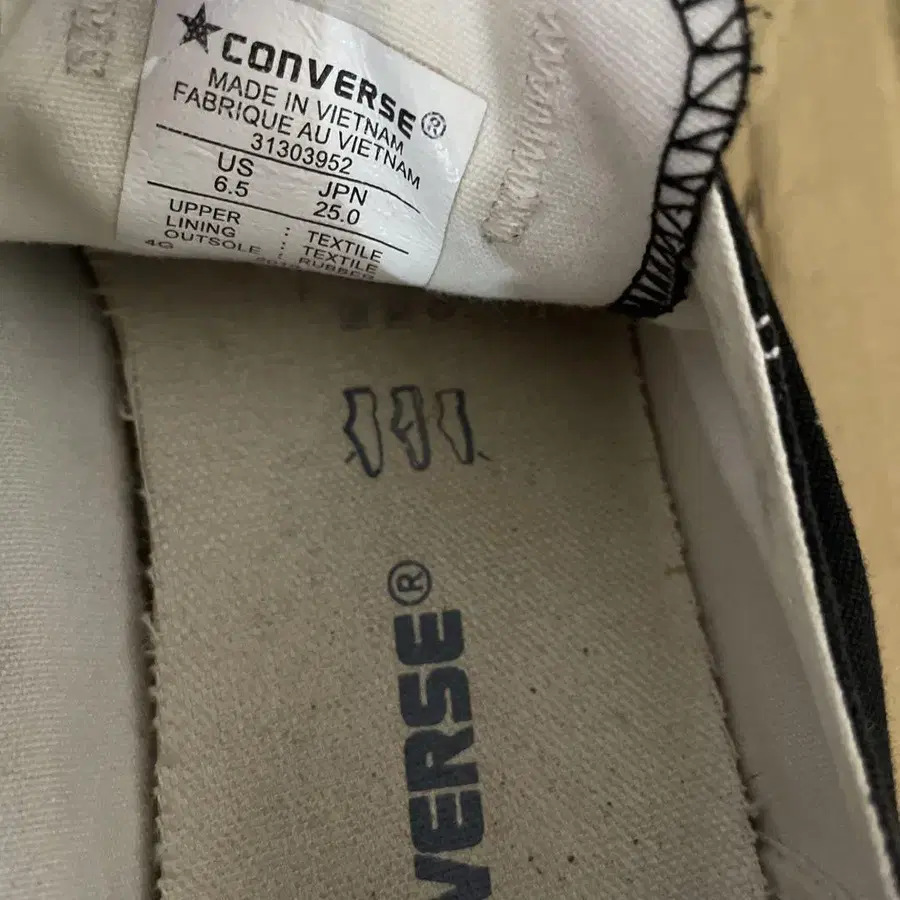 CONVERSE®
MADE IN VIETNAM
FABRIQUE AU VIETNAM
31303952
US JPN
6.5 25.0
UPPER : TEXTILE
LINING : TEXTILE
OUTSOLE : RUBBER
VERSE®